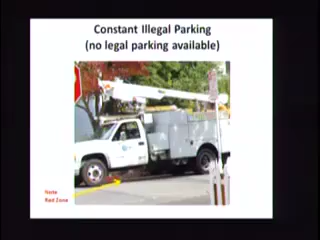 Constant Illegal Parking
(no legal parking available)
Note
Red Zone